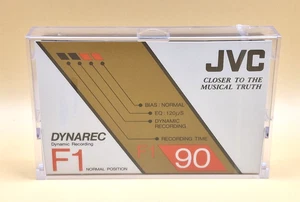 JVC
CLOSER TO THE
MUSICAL TRUTH
BIAS : NORMAL
EQ : 120μS
DYNAMIC
RECORDING
RECORDING TIME
DYNAREC
Dynamic Recording
F1
NORMAL POSITION
F1
90